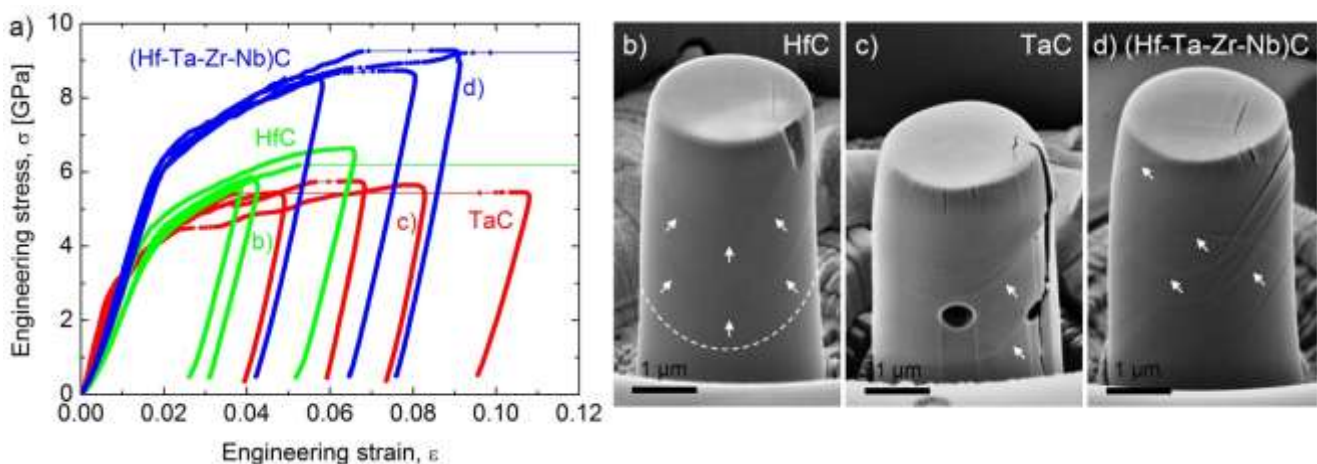 a)
10
8
6
4
2
0
Engineering stress, σ [GPa]
(Hf-Ta-Zr-Nb)C
HfC
TaC
b)
c)
d)
0.00 0.02 0.04 0.06 0.08 0.10 0.12
Engineering strain, ε
b) HfC
1 µm
c) TaC
1 µm
d) (Hf-Ta-Zr-Nb)C
1 µm